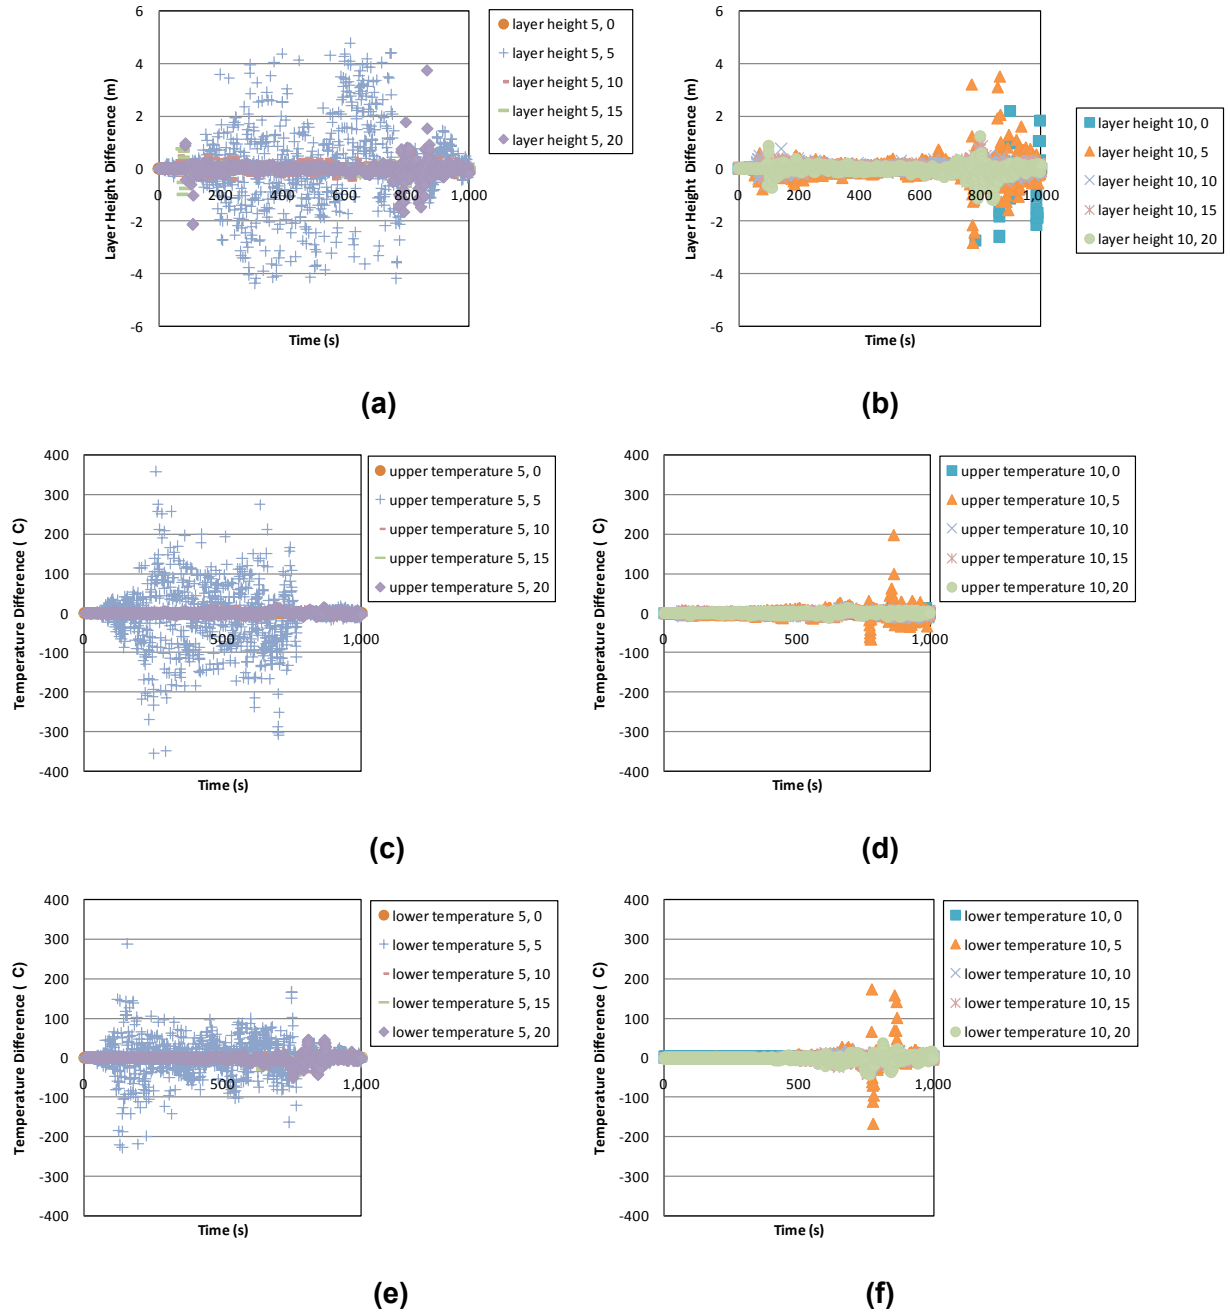 6
4
2
0
-2
-4
-6
0
200
400
600
800
1,000
Layer Height Difference (m)
Time (s)
layer height 5, 0
layer height 5, 5
layer height 5, 10
layer height 5, 15
layer height 5, 20
(a)
6
4
2
0
-2
-4
-6
0
200
400
600
800
1,000
Layer Height Difference (m)
Time (s)
layer height 10, 0
layer height 10, 5
layer height 10, 10
layer height 10, 15
layer height 10, 20
(b)
400
300
200
100
0
-100
-200
-300
-400
0
500
1,000
Temperature Difference ( C)
Time (s)
upper temperature 5, 0
upper temperature 5, 5
upper temperature 5, 10
upper temperature 5, 15
upper temperature 5, 20
(c)
400
300
200
100
0
-100
-200
-300
-400
0
500
1,000
Temperature Difference ( C)
Time (s)
upper temperature 10, 0
upper temperature 10, 5
upper temperature 10, 10
upper temperature 10, 15
upper temperature 10, 20
(d)
400
300
200
100
0
-100
-200
-300
-400
0
500
1,000
Temperature Difference ( C)
Time (s)
lower temperature 5, 0
lower temperature 5, 5
lower temperature 5, 10
lower temperature 5, 15
lower temperature 5, 20
(e)
400
300
200
100
0
-100
-200
-300
-400
0
500
1,000
Temperature Difference ( C)
Time (s)
lower temperature 10, 0
lower temperature 10, 5
lower temperature 10, 10
lower temperature 10, 15
lower temperature 10, 20
(f)